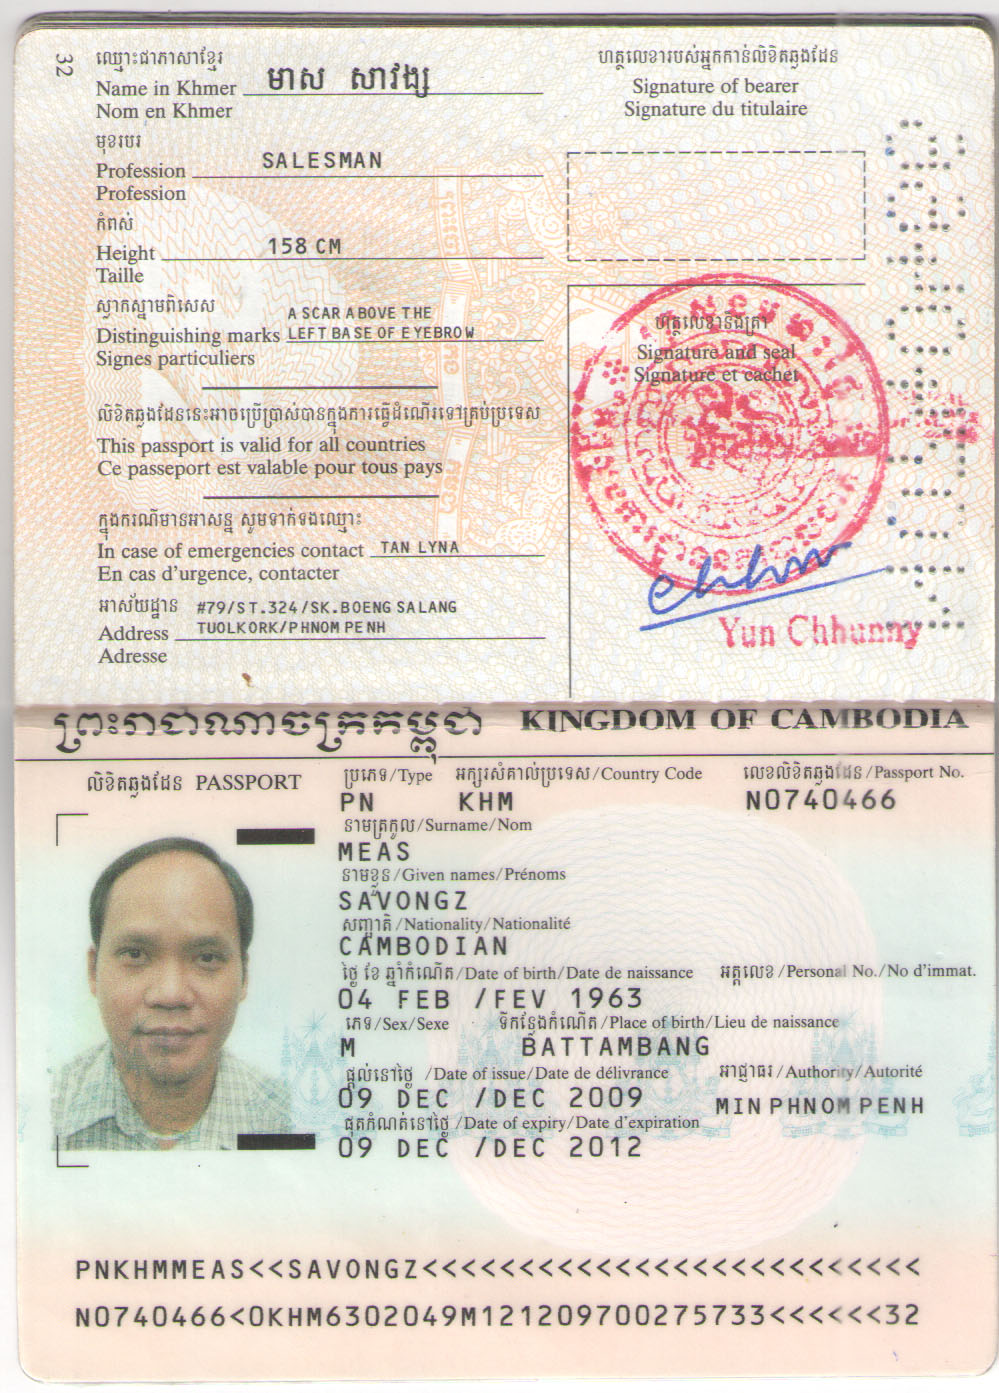 32
ឈ្មោះជាភាសាខ្មែរ
Name in Khmer មាស សាវង្ស
Nom en Khmer
មុខរបរ
Profession SALESMAN
Profession
កំពស់
Height 158 CM
Taille
ស្លាកស្នាមពិសេស
A SCAR ABOVE THE
Distinguishing marks LEFT BASE OF EYEBROW
Signes particuliers
លិខិតឆ្លងដែននេះអាចប្រើប្រាស់បានក្នុងការធ្វើដំណើរទៅគ្រប់ប្រទេស
This passport is valid for all countries
Ce passeport est valable pour tous pays
ក្នុងករណីមានអាសន្ន សូមទាក់ទងឈ្មោះ
In case of emergencies contact TAN LYNA
En cas d'urgence, contacter
អាស័យដ្ឋាន #79/ST.324/SK.BOENG SALANG
Address TUOLKORK/PHNOM PENH
Adresse
ហត្ថលេខារបស់អ្នកកាន់លិខិតឆ្លងដែន
Signature of bearer
Signature du titulaire
ហត្ថលេខានិងត្រា
Signature and seal
Signature et cachet
Yun Chhunny
ព្រះរាជាណាចក្រកម្ពុជា KINGDOM OF CAMBODIA
លិខិតឆ្លងដែន PASSPORT
ប្រភេទ/Type អក្សរសំគាល់ប្រទេស/Country Code លេខលិខិតឆ្លងដែន/Passport No.
PN KHM N0740466
នាមត្រកូល/Surname/Nom
MEAS
នាមខ្លួន/Given names/Prénoms
SAVONGZ
សញ្ជាតិ/Nationality/Nationalité
CAMBODIAN
ថ្ងៃ ខែ ឆ្នាំកំណើត/Date of birth/Date de naissance អត្តលេខ/Personal No./No d'immat.
04 FEB /FEV 1963
ភេទ/Sex/Sexe ទីកន្លែងកំណើត/Place of birth/Lieu de naissance
M BATTAMBANG
ផ្តល់នៅថ្ងៃ /Date of issue/Date de délivrance អាជ្ញាធរ/Authority/Autorité
09 DEC /DEC 2009 MIN PHNOM PENH
ផុតកំណត់នៅថ្ងៃ/Date of expiry/Date d'expiration
09 DEC /DEC 2012
PNKHMMEAS<<SAVONGZ<<<<<<<<<<<<<<<<<<<<<<<<<<
N0740466<0KHM6302049M121209700275733<<<<<<32